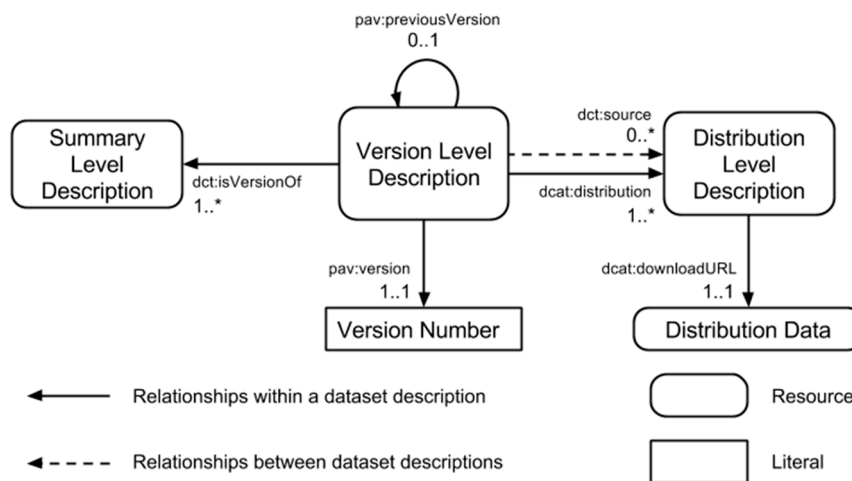 pav:previousVersion
0..1
Summary
Level
Description
dct:isVersionOf
1..*
Version Level
Description
dct:source
0..*
dcat:distribution
1..*
Distribution
Level
Description
pav:version
1..1
Version Number
dcat:downloadURL
1..1
Distribution Data
Relationships within a dataset description
Resource
Relationships between dataset descriptions
Literal